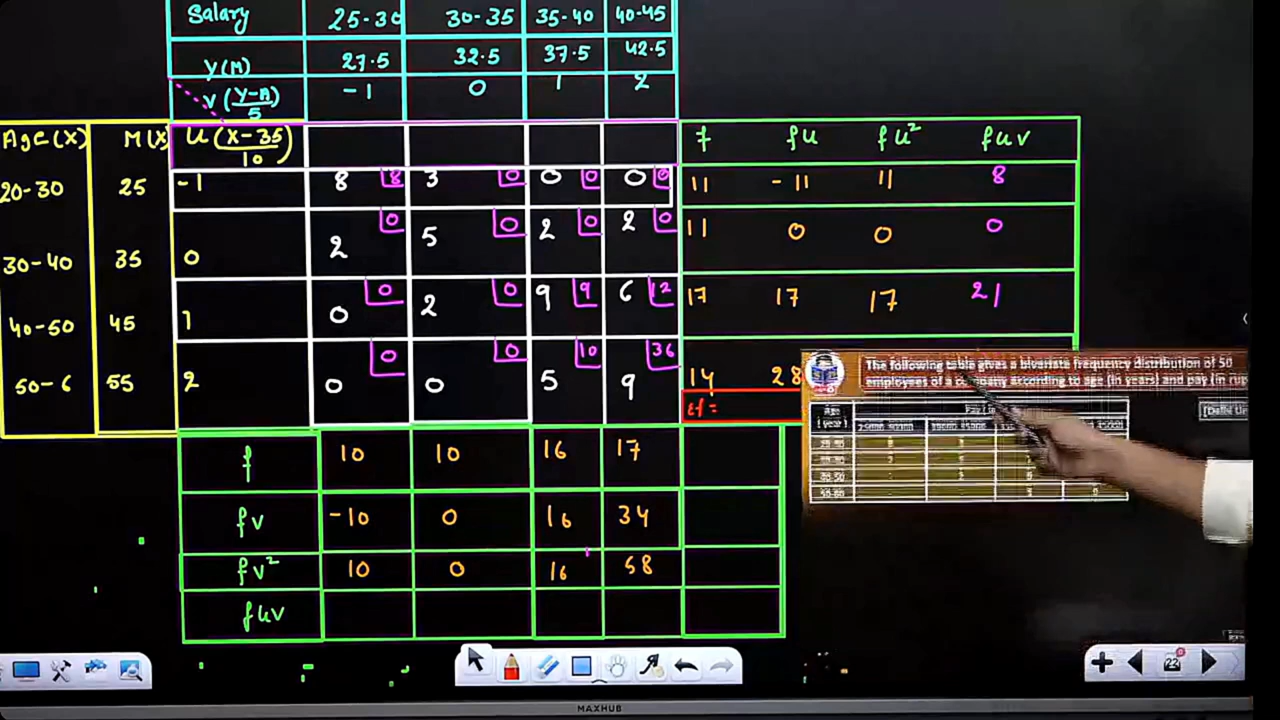 Salary 25-30 30-35 35-40 40-45
Y(M) 27.5 32.5 37.5 42.5
V (Y-A)/5 -1 0 1 2
Age(X) M(X) U (X-35)/10 f fu fu² fuv
20-30 25 -1 8 8 3 0 0 0 0 0 11 -11 11 8
30-40 35 0 2 0 5 0 2 0 2 0 11 0 0 0
40-50 45 1 0 0 2 0 9 9 6 12 17 17 17 21
50-6 55 2 0 0 0 0 5 10 9 36 14 28
f 10 10 16 17
fv -10 0 16 34
fv² 10 0 16 58
fuv
The following table gives a bivariate frequency distribution of 50
employees of a company according to age (in years) and pay (in rup
Age
(year)
22
MAXHUB